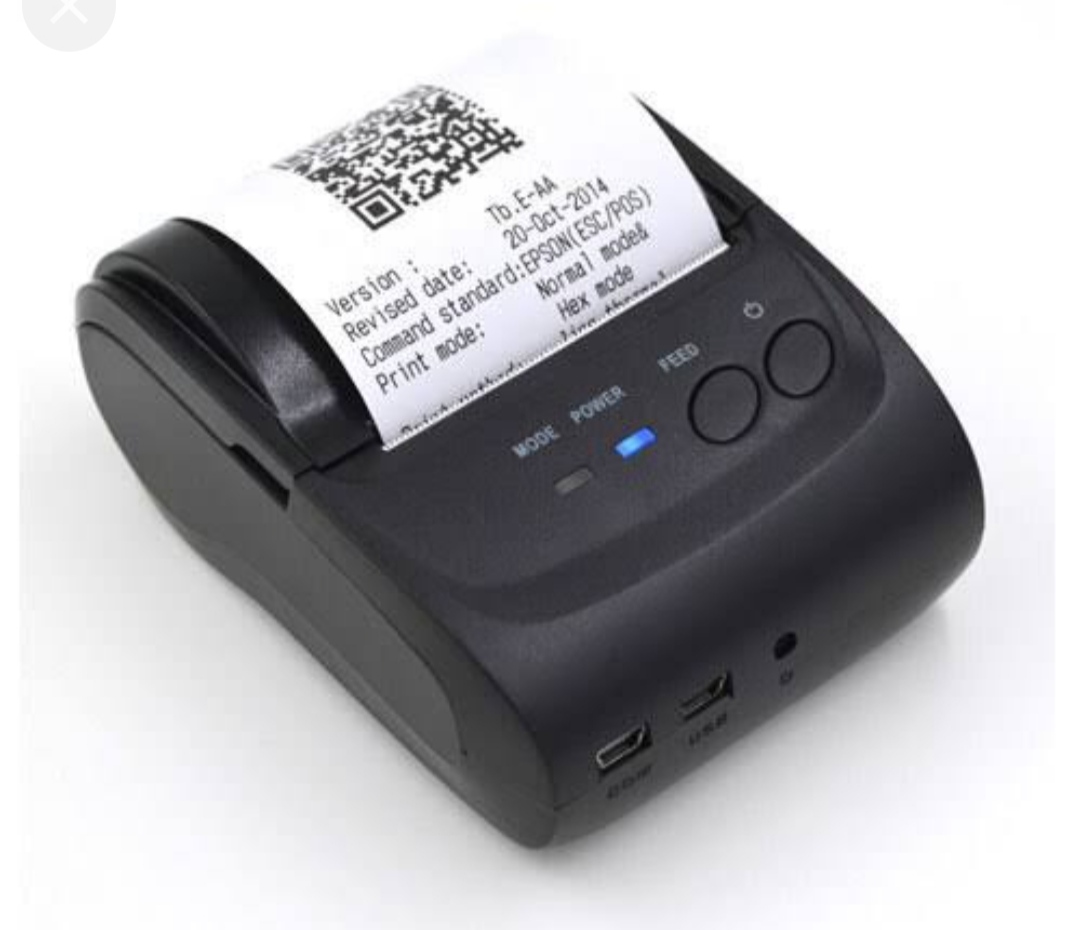 Version : Tb.E-AA
Revised date: 20-Oct-2014
Command standard:EPSON(ESC/POS)
Print mode: Normal mode&
Hex mode
MODE POWER FEED
COM USB